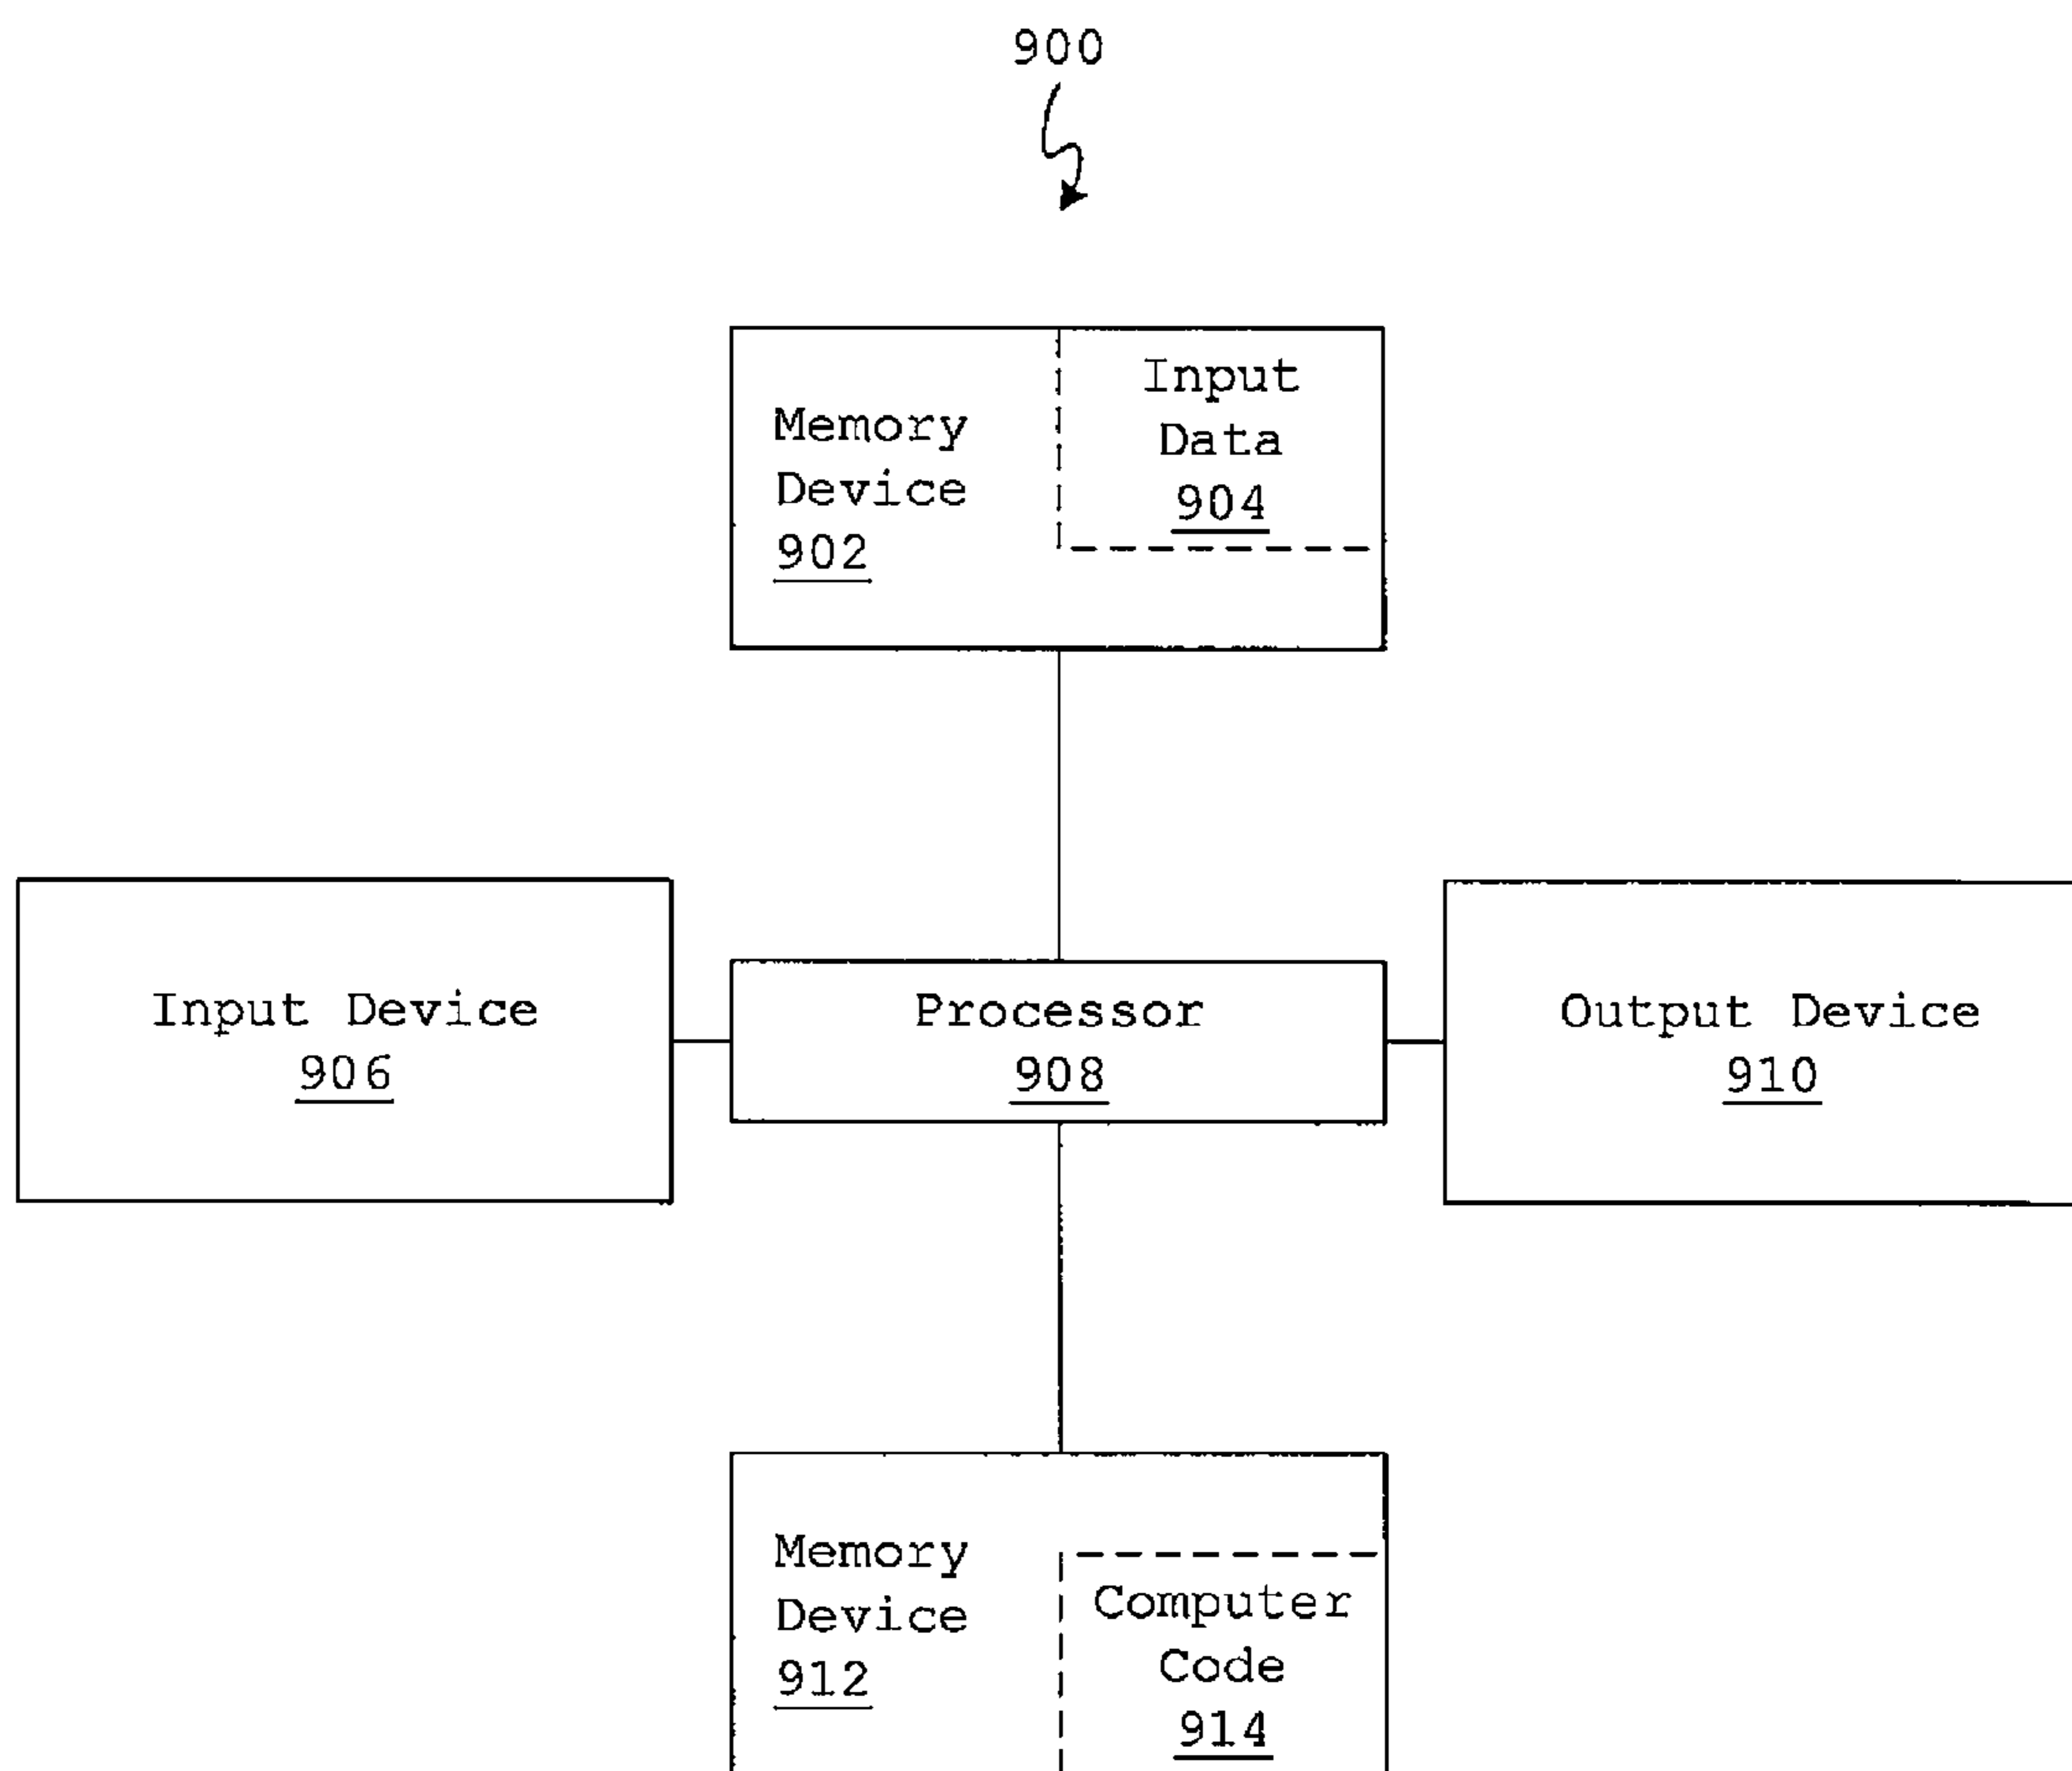 900
Memory
Device
902
Input
Data
904
Input Device
906
Processor
908
Output Device
910
Memory
Device
912
Computer
Code
914